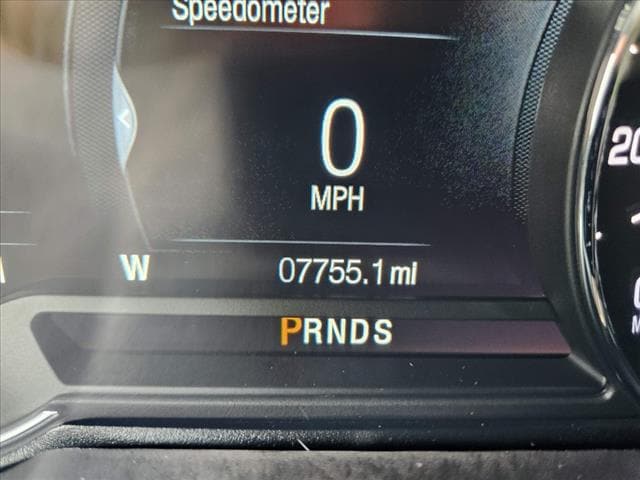 Speedometer
0
MPH
W
07755.1 mi
PRNDS
20